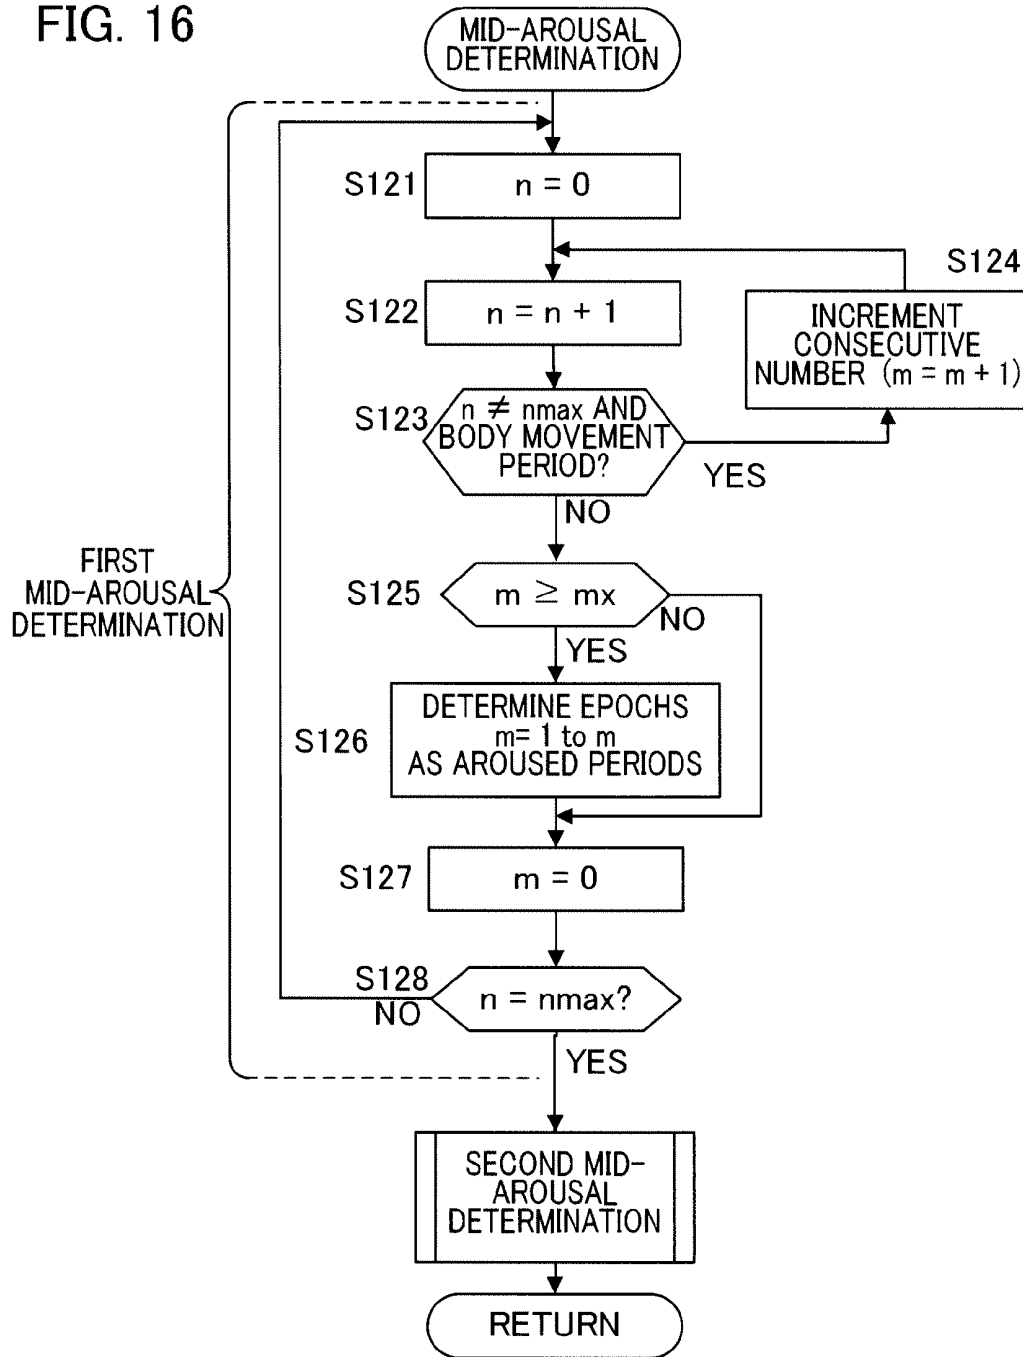 FIG. 16
MID-AROUSAL
DETERMINATION
S121
n = 0
S124
S122
n = n + 1
INCREMENT
CONSECUTIVE
NUMBER (m = m + 1)
S123
n ≠ nmax AND
BODY MOVEMENT
PERIOD?
YES
NO
FIRST
MID-AROUSAL
DETERMINATION
S125
m ≥ mx
NO
YES
S126
DETERMINE EPOCHS
m= 1 to m
AS AROUSED PERIODS
S127
m = 0
S128
n = nmax?
NO
YES
SECOND MID-
AROUSAL
DETERMINATION
RETURN